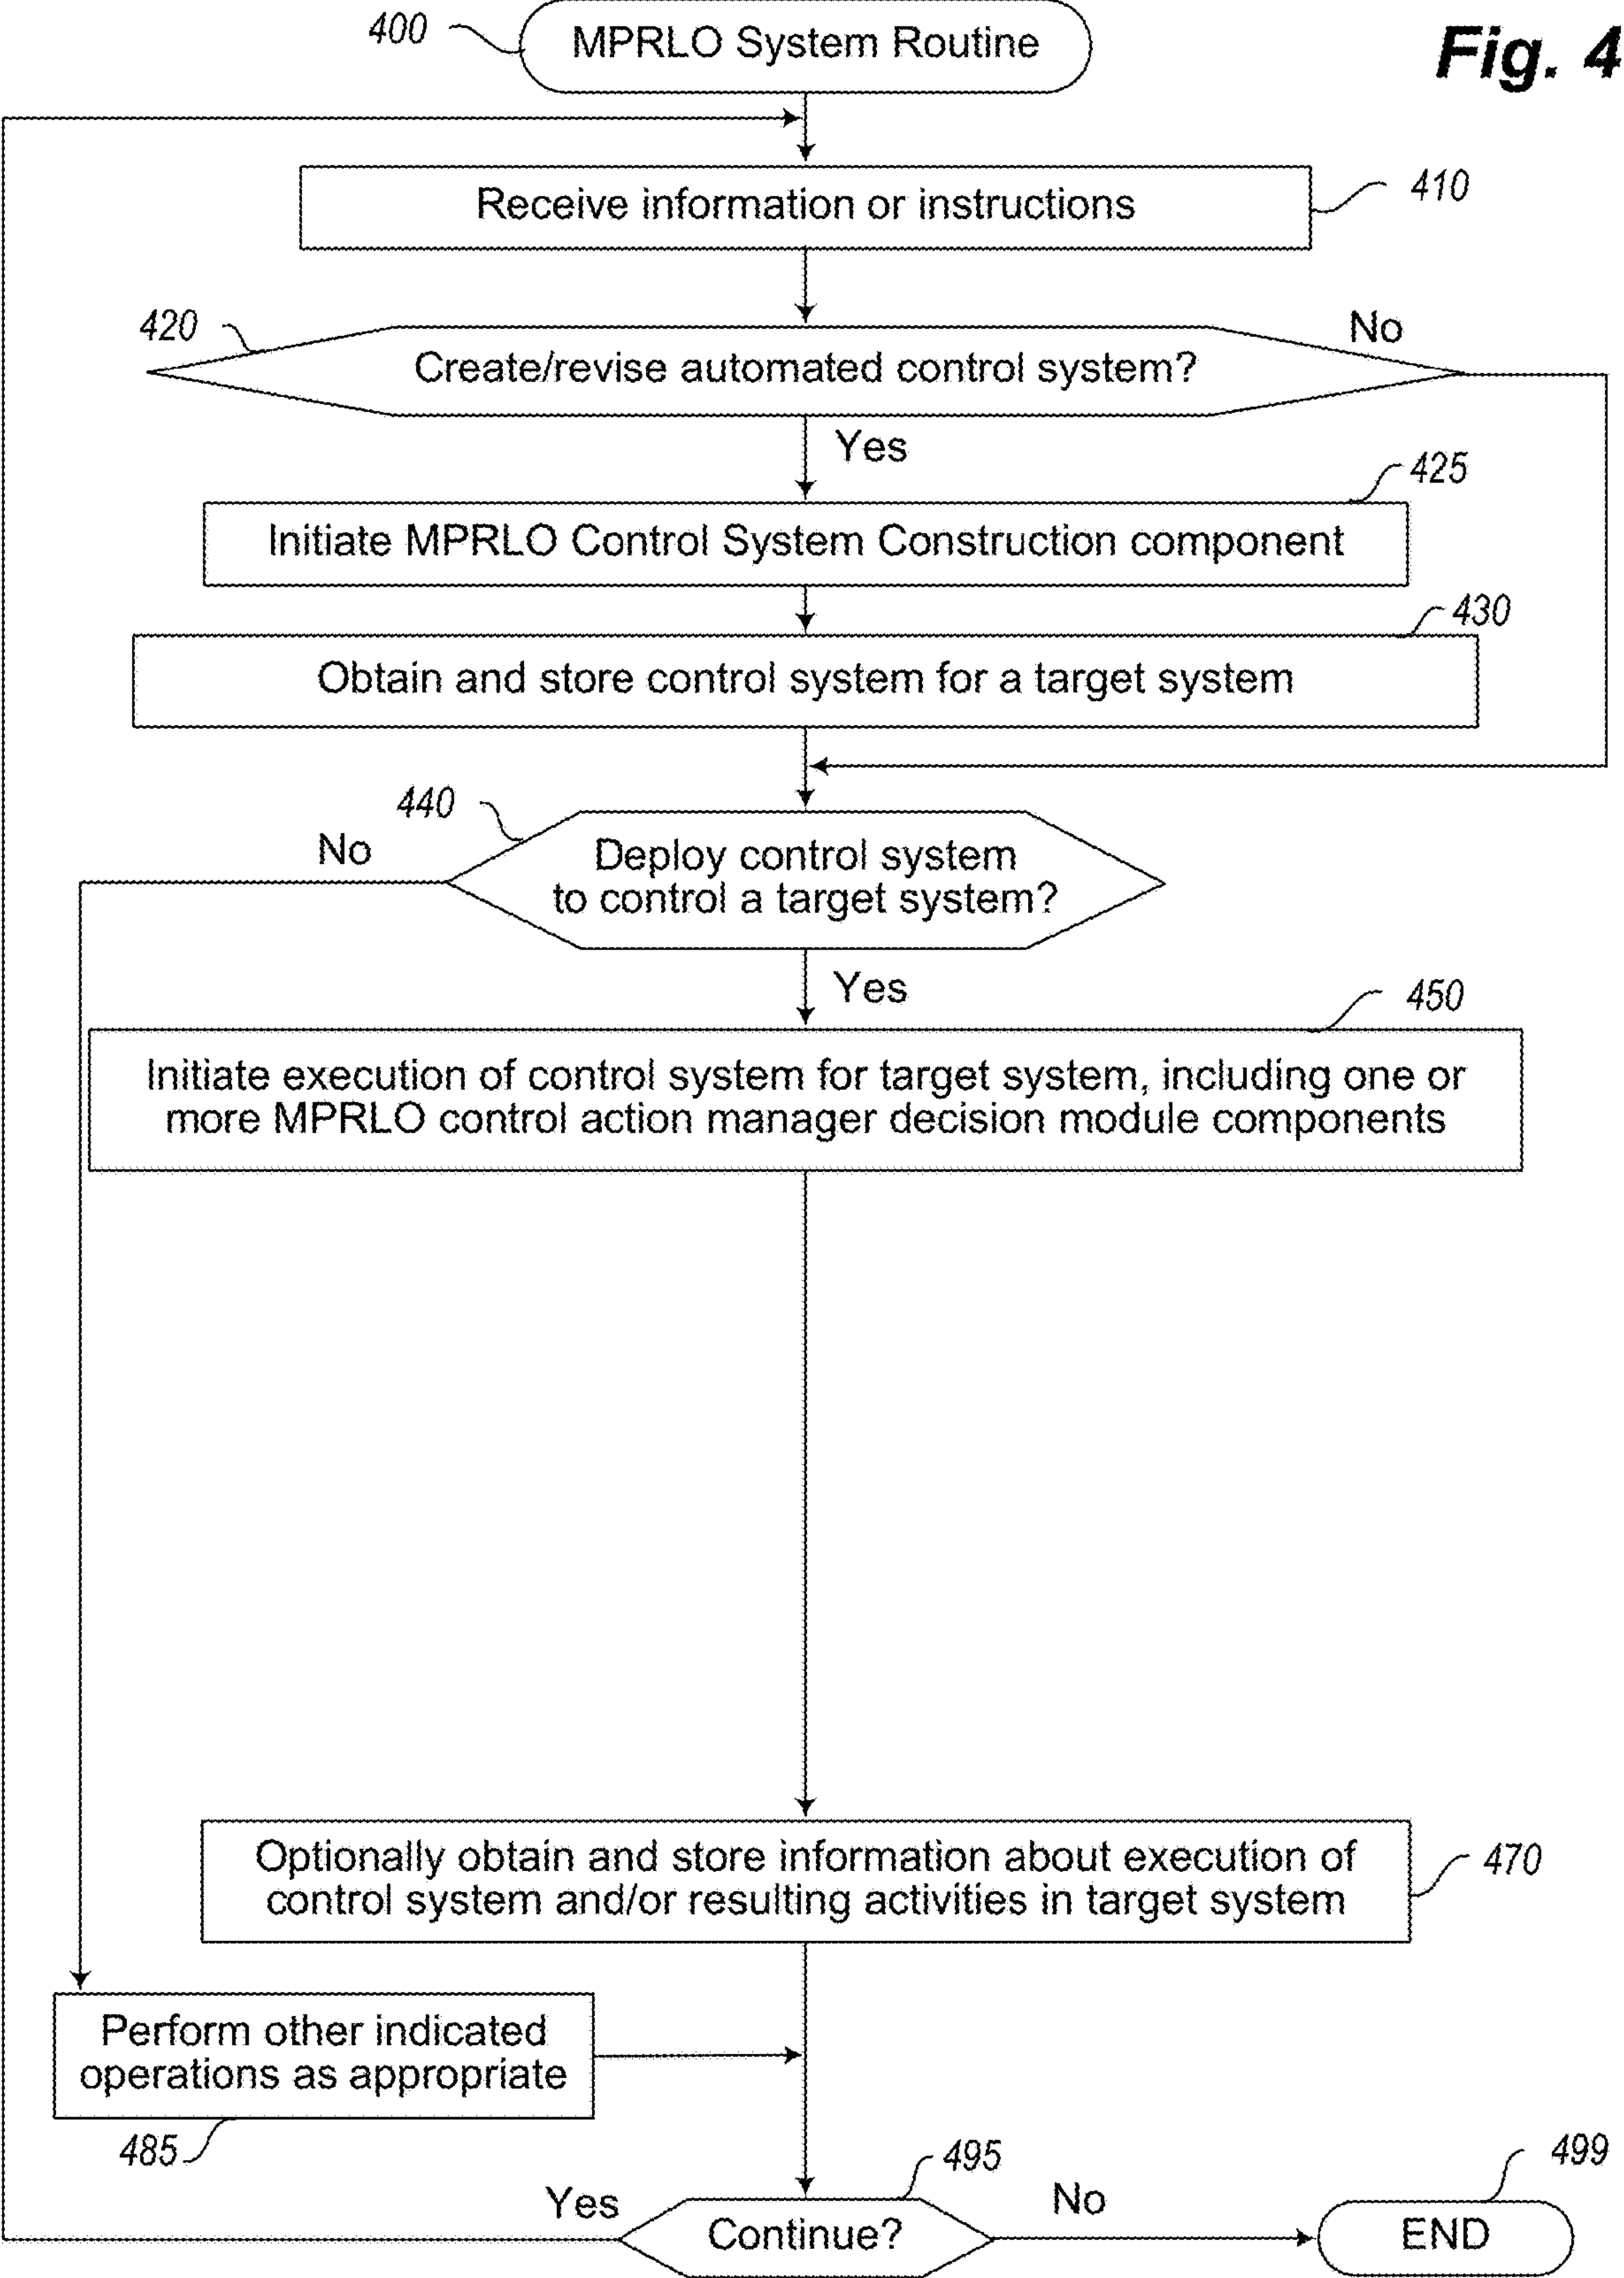 400
MPRLO System Routine
Fig. 4
Receive information or instructions
410
420
No
Create/revise automated control system?
Yes
425
Initiate MPRLO Control System Construction component
430
Obtain and store control system for a target system
440
No
Deploy control system
to control a target system?
Yes
450
Initiate execution of control system for target system, including one or
more MPRLO control action manager decision module components
Optionally obtain and store information about execution of
control system and/or resulting activities in target system
470
Perform other indicated
operations as appropriate
485
495
499
Yes
No
Continue?
END